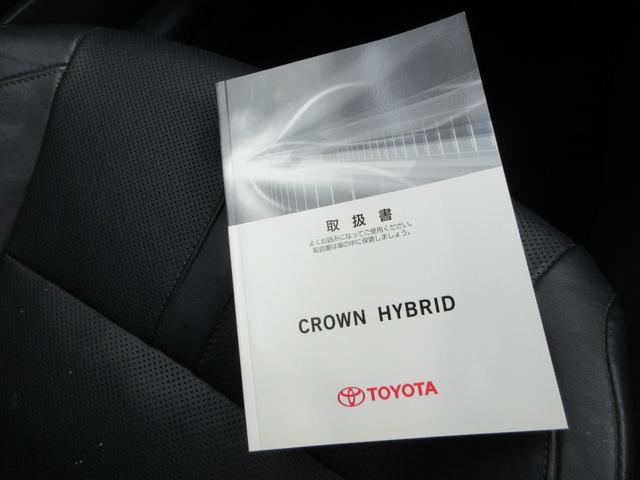 取扱書
よくお読みになってご使用ください。
取扱書は車の中に保管しましょう。
CROWN HYBRID
TOYOTA